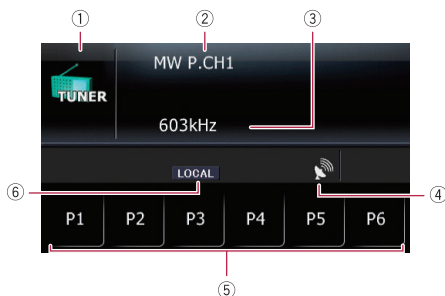 ① ② ③
MW P.CH1
TUNER
603kHz
LOCAL
⑥ ④
P1 P2 P3 P4 P5 P6
⑤